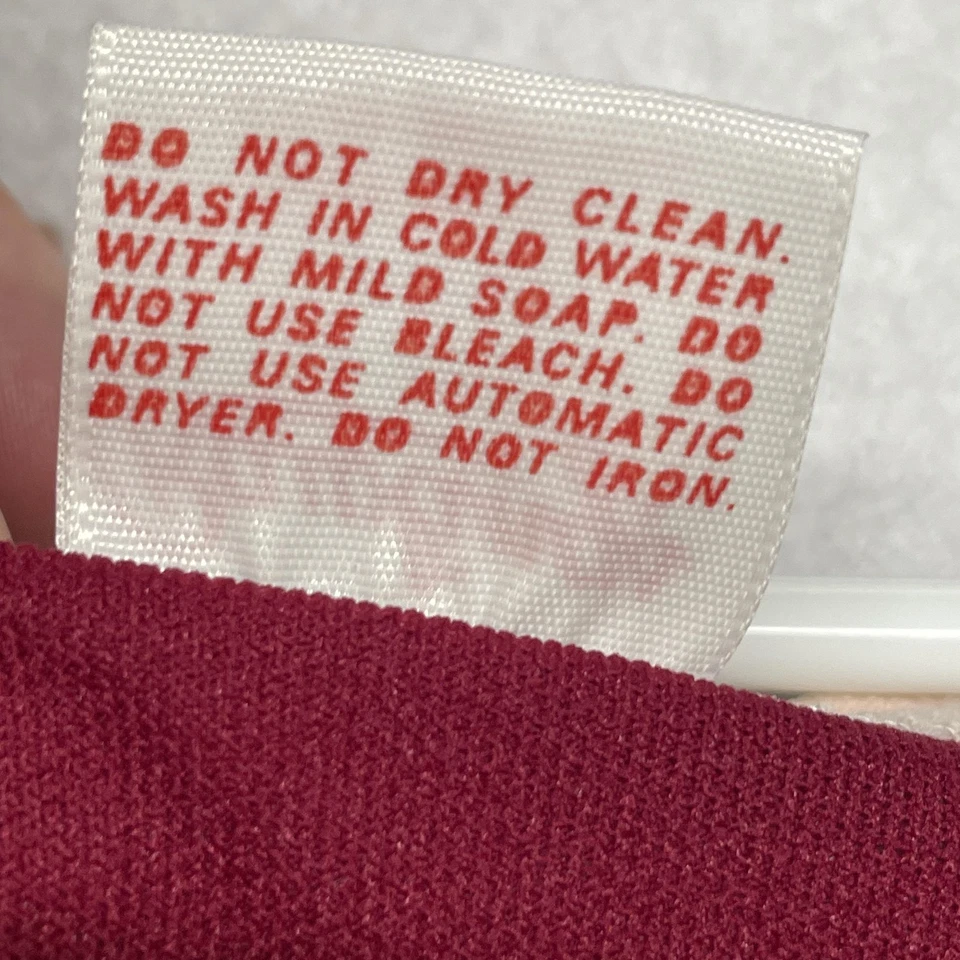 DO NOT DRY CLEAN.
WASH IN COLD WATER
WITH MILD SOAP. DO
NOT USE BLEACH. DO
NOT USE AUTOMATIC
DRYER. DO NOT IRON.